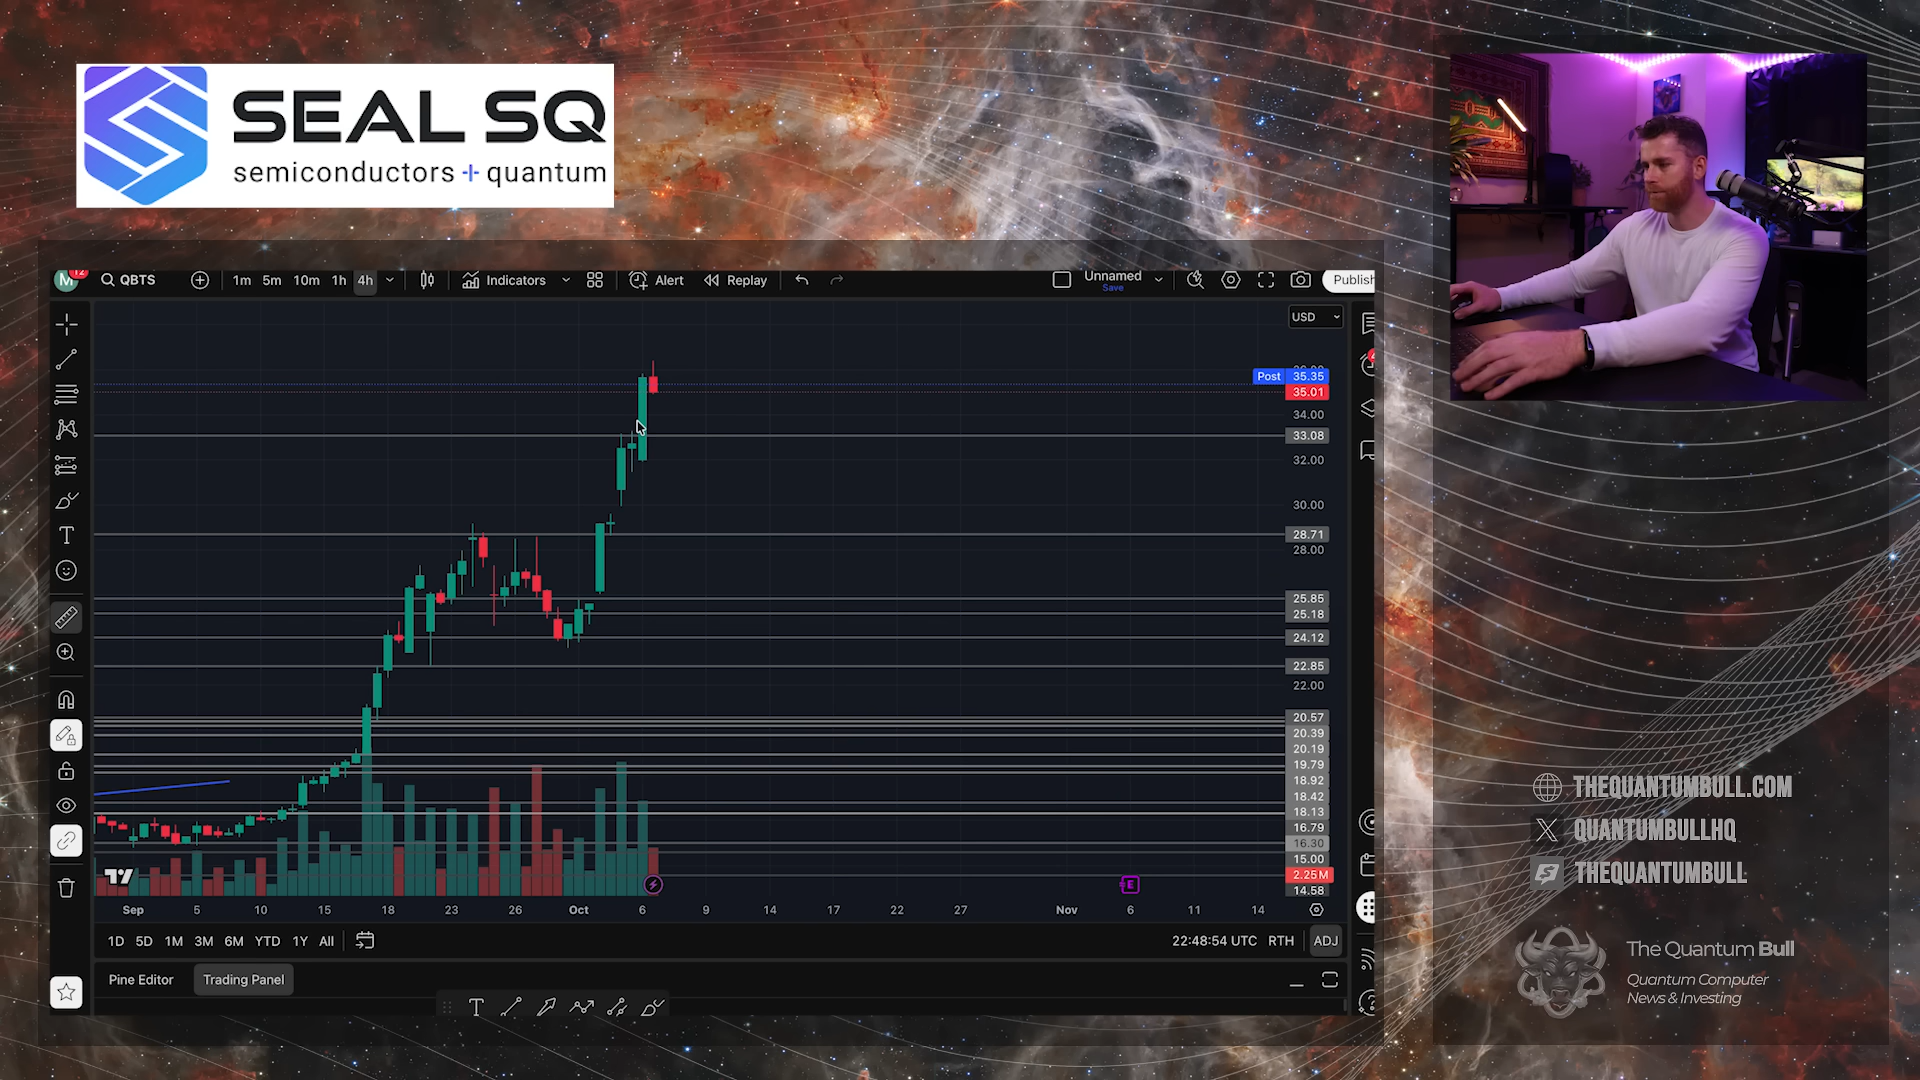 SEAL SQ
semiconductors + quantum
M 12 QBTS 1m 5m 10m 1h 4h Indicators Alert Replay Unnamed Publish
Save
USD
Post 35.35
35.01
34.00
33.08
32.00
30.00
28.71
28.00
25.85
25.18
24.12
22.85
22.00
20.57
20.39
20.19
19.79
18.92
18.42
18.13
16.79
16.30
15.00
2.25M
14.58
E
Sep 5 10 15 18 23 26 Oct 6 9 14 17 22 27 Nov 6 11 14
1D 5D 1M 3M 6M YTD 1Y All 22:48:54 UTC RTH ADJ
Pine Editor Trading Panel
THEQUANTUMBULL.COM
QUANTUMBULLHQ
THEQUANTUMBULL
The Quantum Bull
Quantum Computer
News & Investing